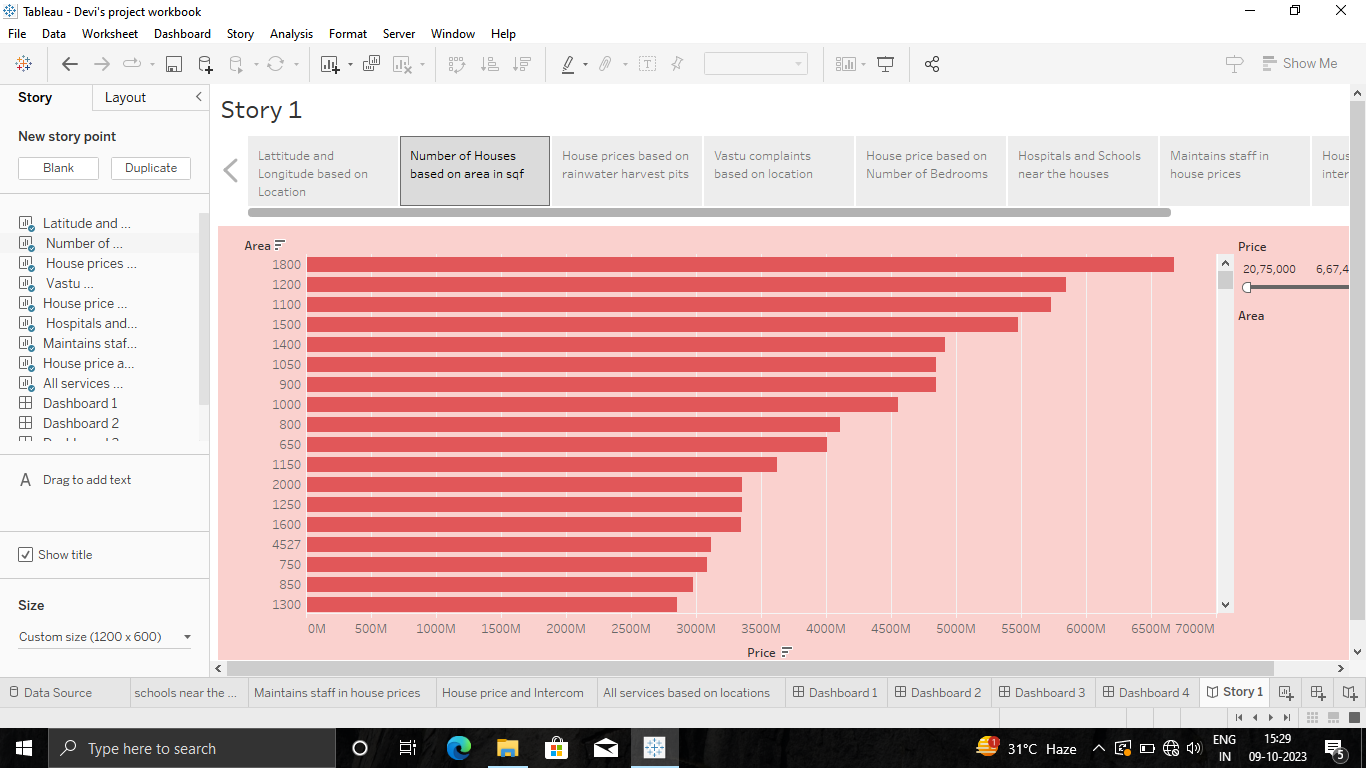 Tableau - Devi's project workbook
File Data Worksheet Dashboard Story Analysis Format Server Window Help
Show Me
Story Layout
New story point
Blank Duplicate
Latitude and ...
Number of ...
House prices ...
Vastu ...
House price ...
Hospitals and...
Maintains staf...
House price a...
All services ...
Dashboard 1
Dashboard 2
A Drag to add text
Show title
Size
Custom size (1200 x 600)
Story 1
Lattitude and
Longitude based on
Location
Number of Houses
based on area in sqf
House prices based on
rainwater harvest pits
Vastu complaints
based on location
House price based on
Number of Bedrooms
Hospitals and Schools
near the houses
Maintains staff in
house prices
Hous
inter
Area
1800
1200
1100
1500
1400
1050
900
1000
800
650
1150
2000
1250
1600
4527
750
850
1300
0M 500M 1000M 1500M 2000M 2500M 3000M 3500M 4000M 4500M 5000M 5500M 6000M 6500M 7000M
Price
Price
20,75,000 6,67,4
Area
Data Source schools near the ... Maintains staff in house prices House price and Intercom All services based on locations Dashboard 1 Dashboard 2 Dashboard 3 Dashboard 4 Story 1
Type here to search
1
31°C Haze
ENG
IN
15:29
09-10-2023
5